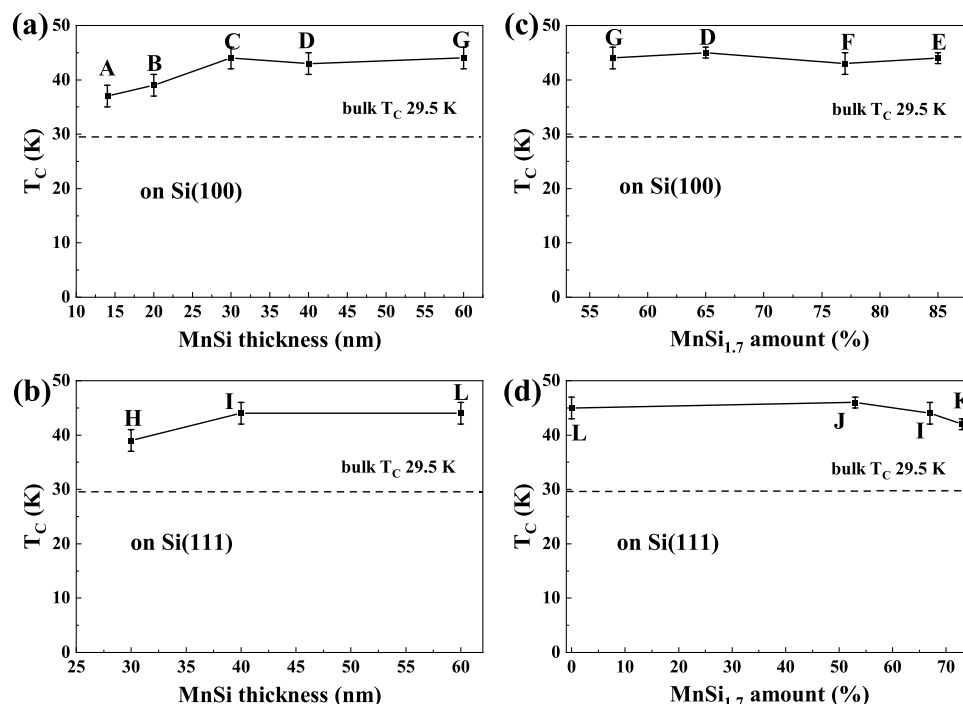 (a)
50
40
30
20
10
0
T_C (K)
A
B
C
D
G
bulk T_C 29.5 K
on Si(100)
10 15 20 25 30 35 40 45 50 55 60
MnSi thickness (nm)
(c)
50
40
30
20
10
0
T_C (K)
G
D
F
E
bulk T_C 29.5 K
on Si(100)
55 60 65 70 75 80 85
MnSi_1.7 amount (%)
(b)
50
40
30
20
10
0
T_C (K)
H
I
L
bulk T_C 29.5 K
on Si(111)
25 30 35 40 45 50 55 60
MnSi thickness (nm)
(d)
50
40
30
20
10
0
T_C (K)
L
J
I
K
bulk T_C 29.5 K
on Si(111)
0 10 20 30 40 50 60 70
MnSi_1.7 amount (%)